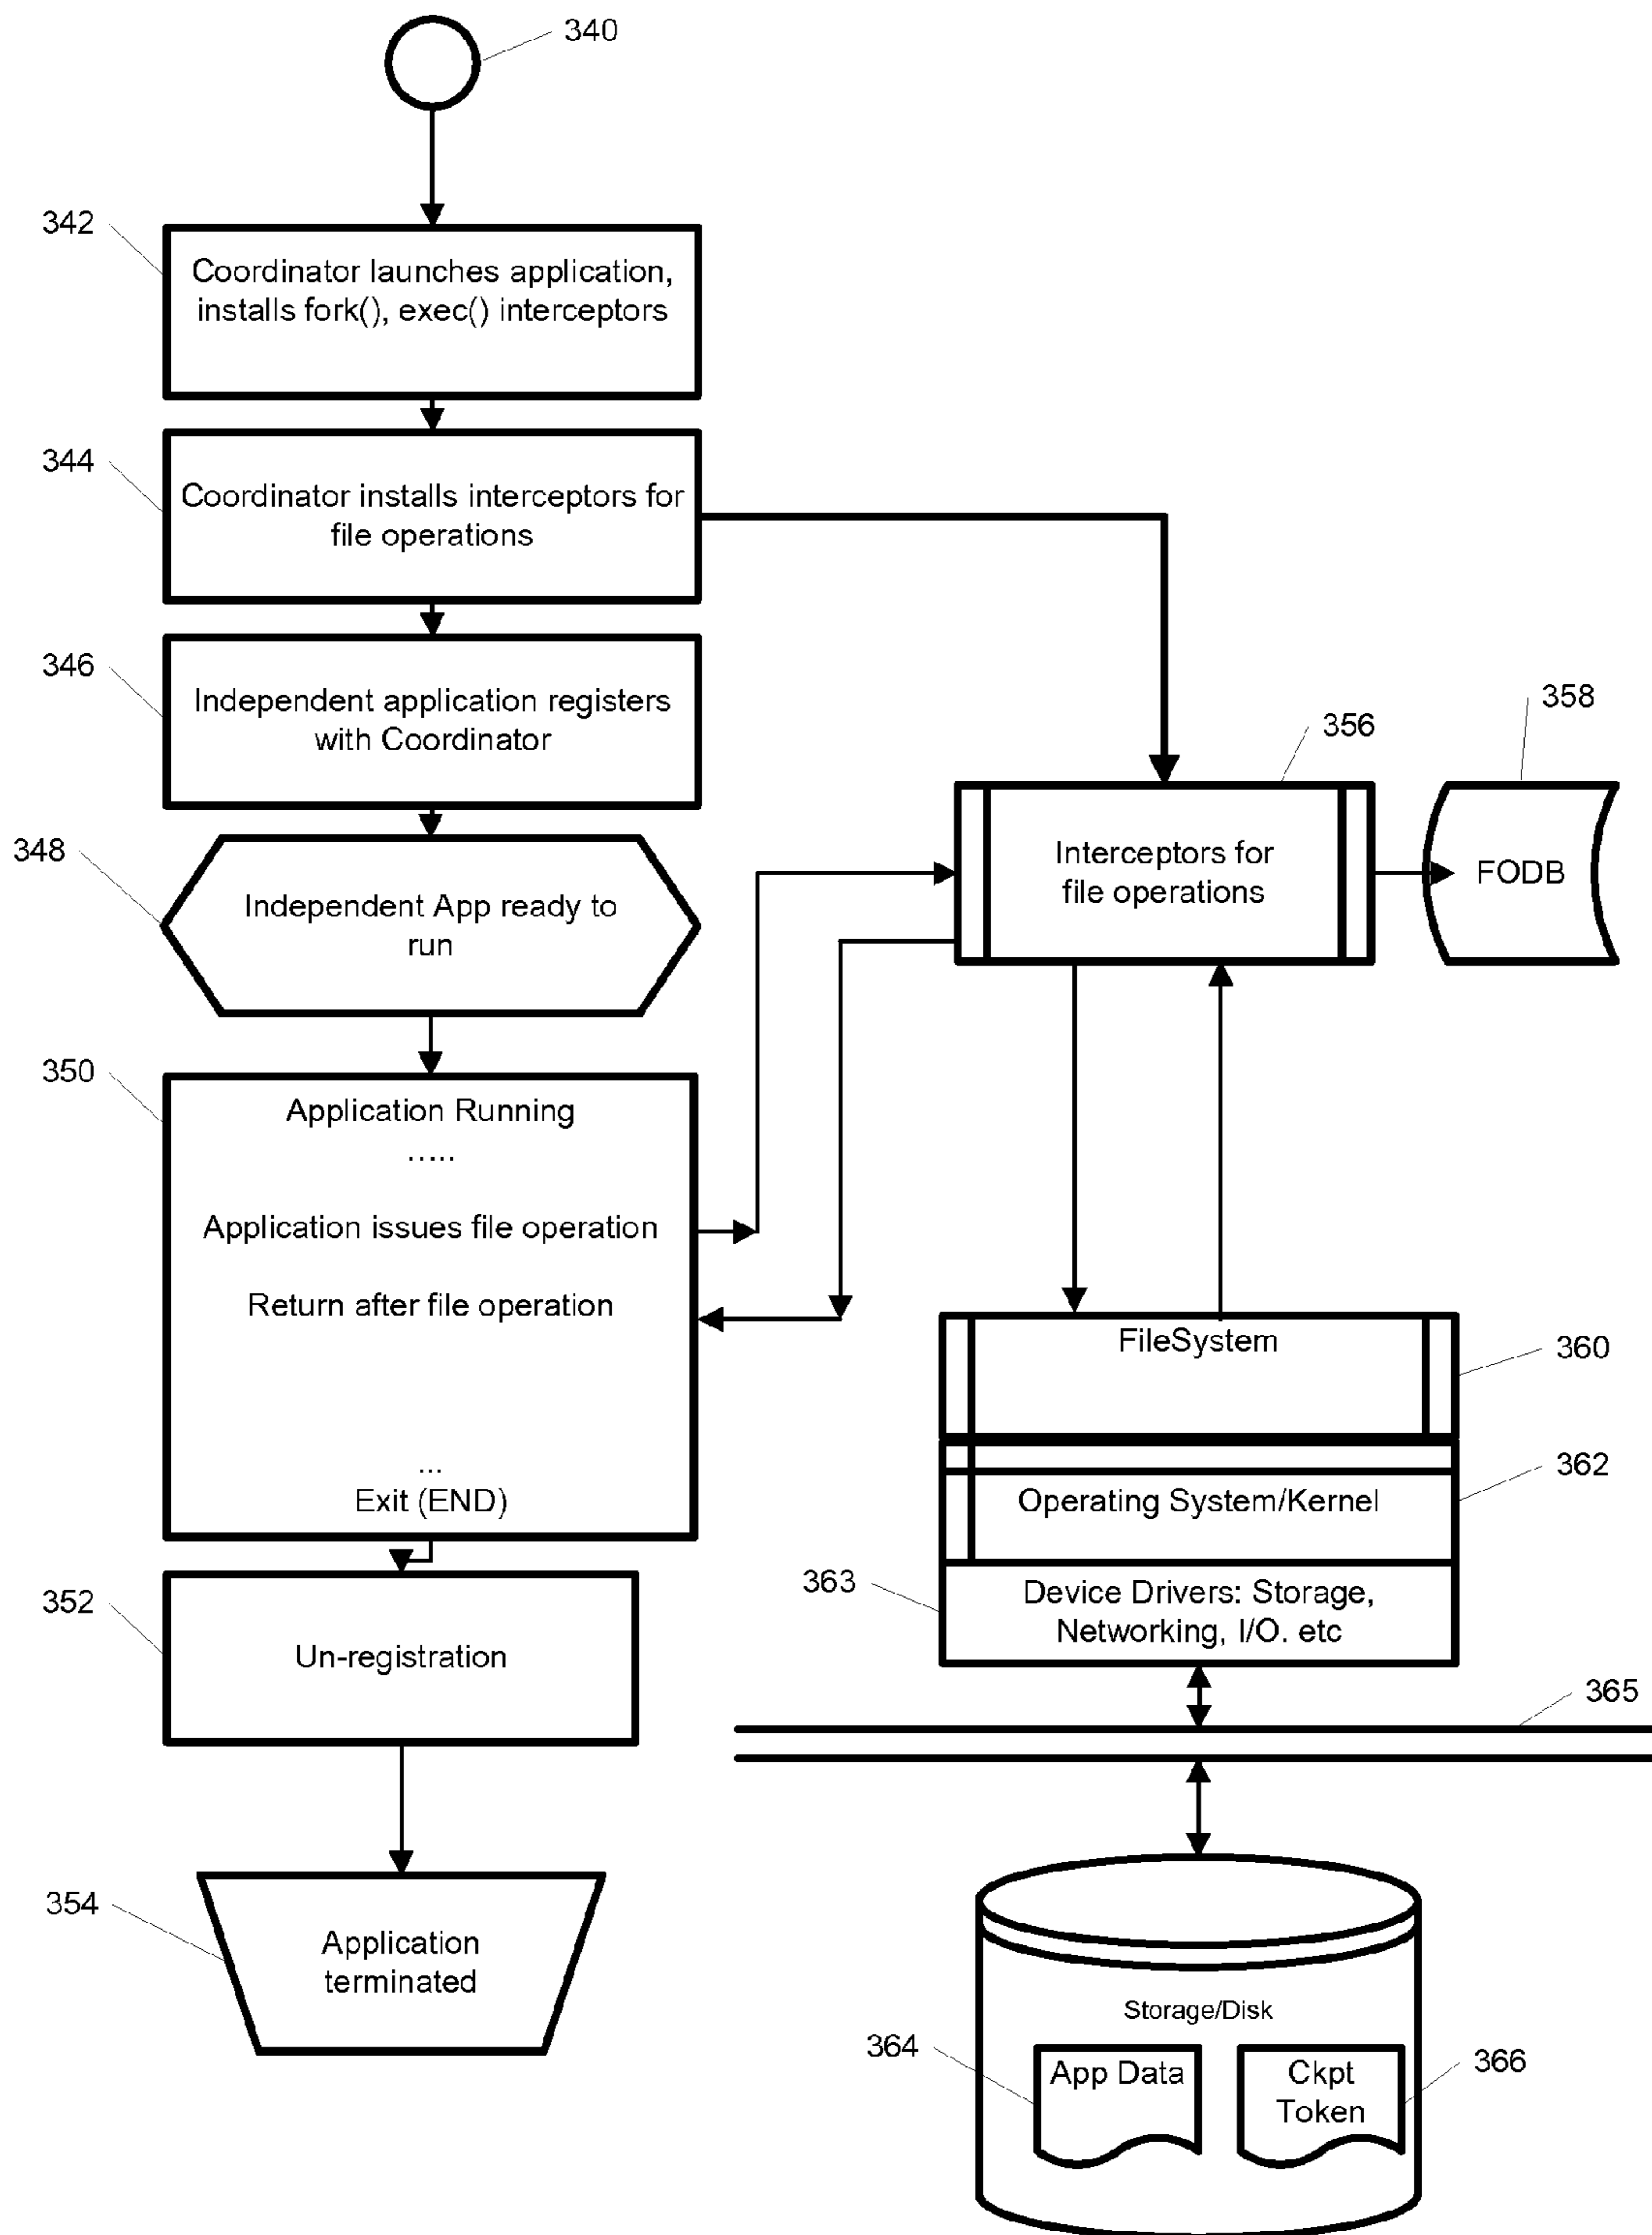 340
342
Coordinator launches application,
installs fork(), exec() interceptors
344
Coordinator installs interceptors for
file operations
346
Independent application registers
with Coordinator
348
Independent App ready to
run
350
Application Running
.....
Application issues file operation
Return after file operation
...
Exit (END)
352
Un-registration
354
Application
terminated
356
Interceptors for
file operations
358
FODB
FileSystem
360
362
Operating System/Kernel
363
Device Drivers: Storage,
Networking, I/O. etc
365
Storage/Disk
364
App Data
Ckpt
Token
366